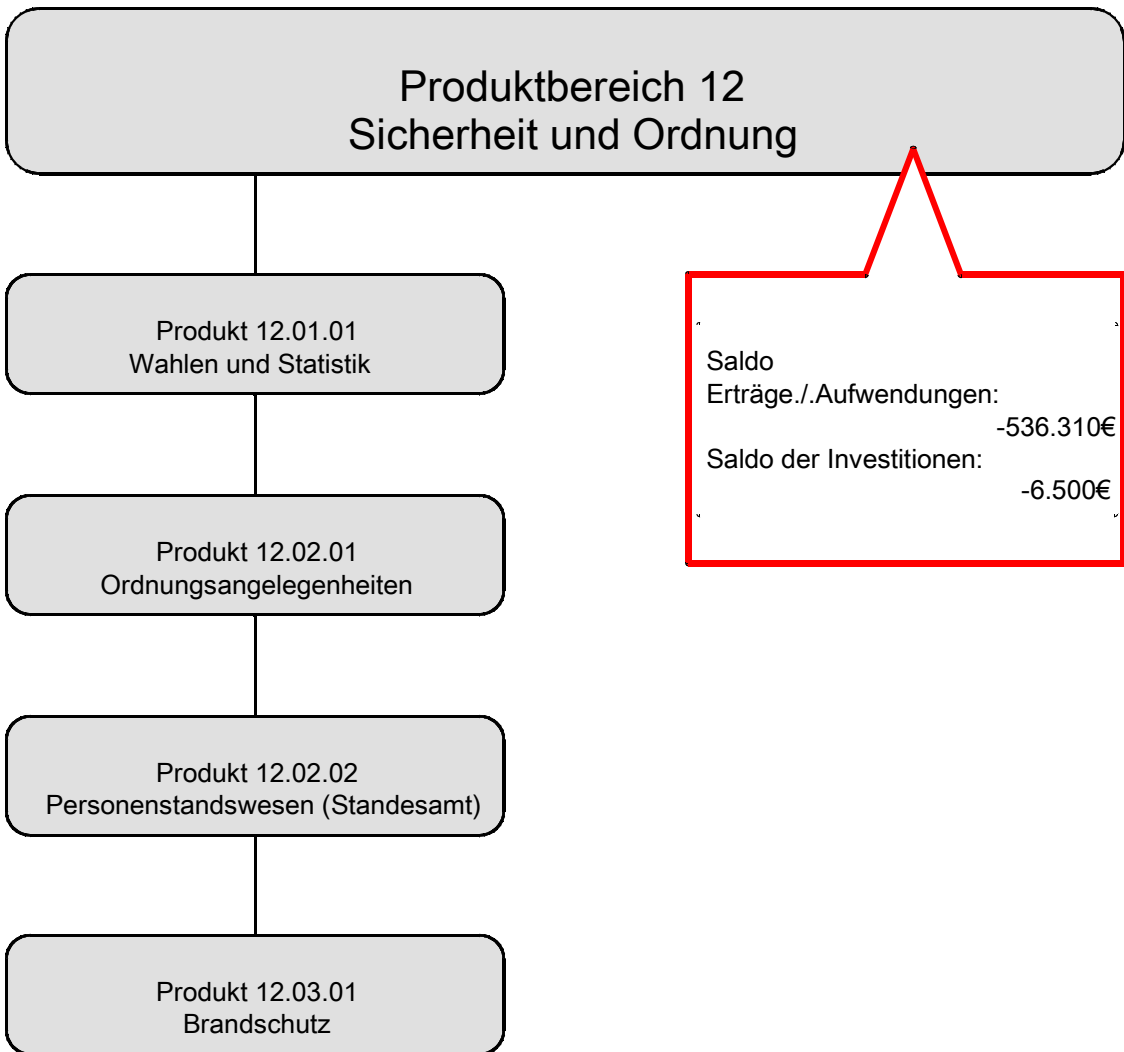 Produktbereich 12
Sicherheit und Ordnung
Produkt 12.01.01
Wahlen und Statistik
Saldo
Erträge./.Aufwendungen:
-536.310€
Saldo der Investitionen:
-6.500€
Produkt 12.02.01
Ordnungsangelegenheiten
Produkt 12.02.02
Personenstandswesen (Standesamt)
Produkt 12.03.01
Brandschutz